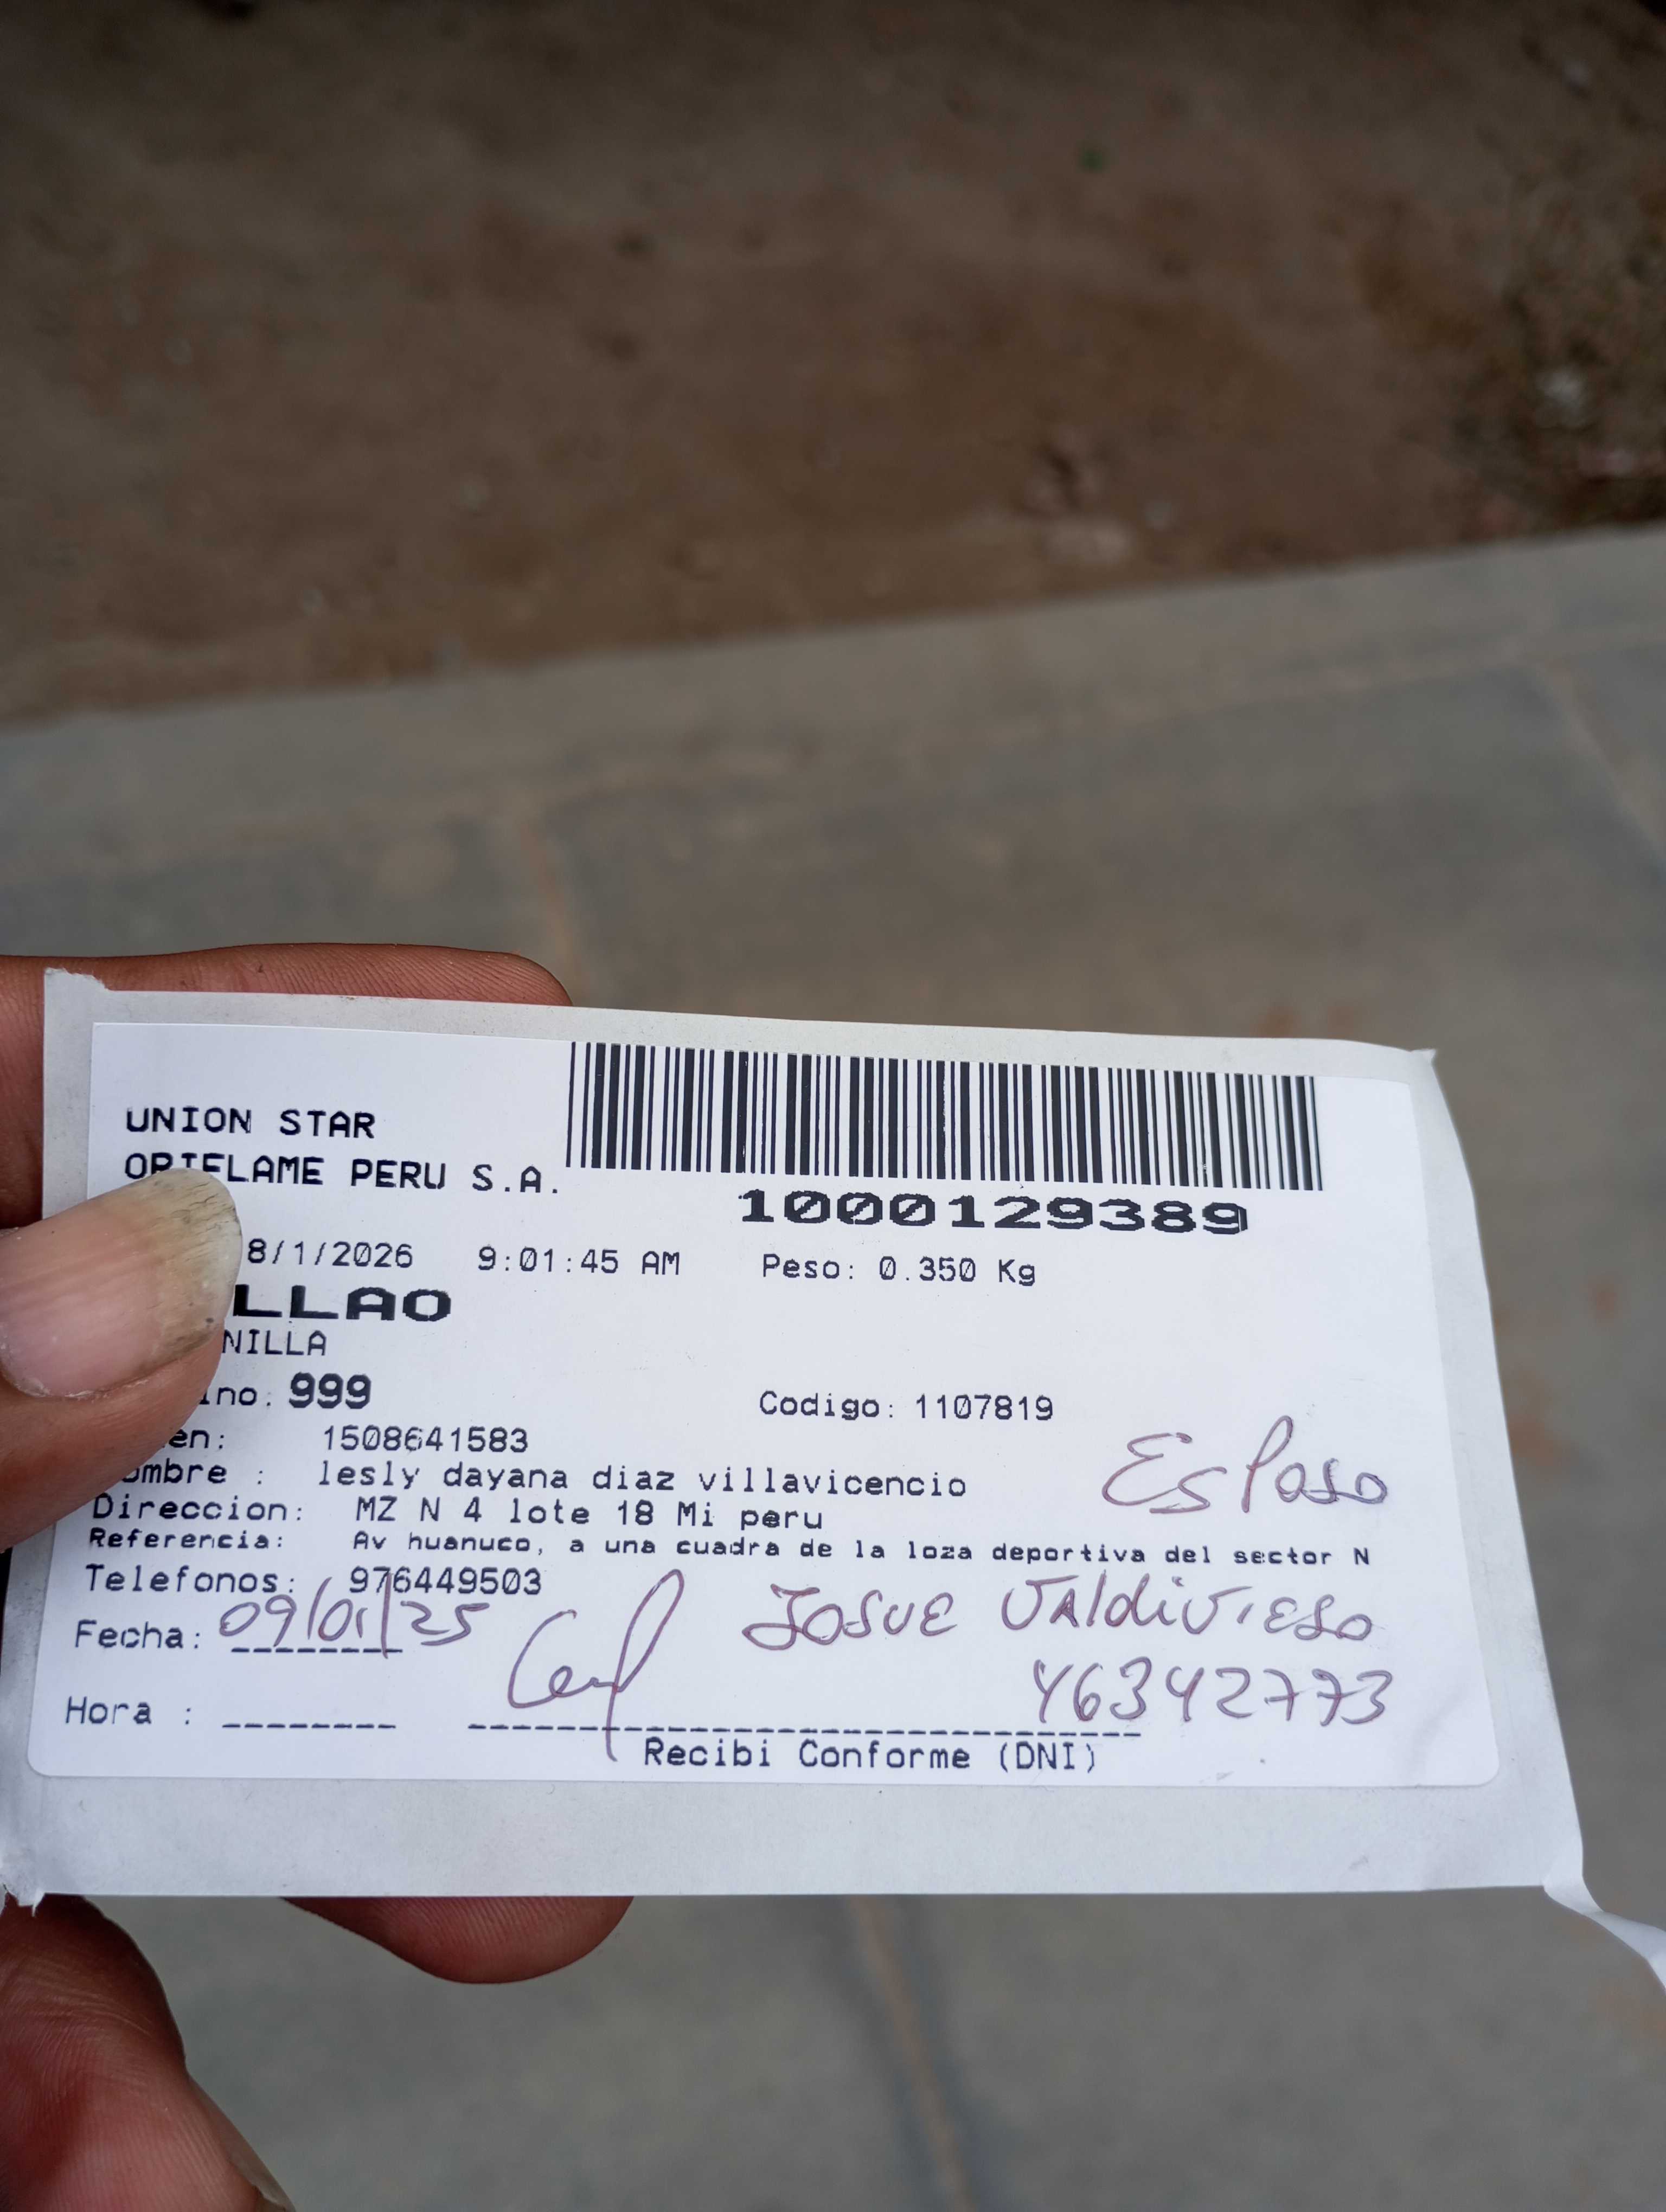 UNION STAR
ORIFLAME PERU S.A.
1000129389
8/1/2026 9:01:45 AM Peso: 0.350 Kg
LLAO
NILLA
ino: 999 Codigo: 1107819
en: 1508641583
ombre : lesly dayana diaz villavicencio
Esposo
Direccion: MZ N 4 lote 18 Mi peru
Referencia: Av huanuco, a una cuadra de la loza deportiva del sector N
Telefonos: 976449503
Fecha: 09/01/25 JOSUE VAldiviESo
46342773
Hora : --------
Recibi Conforme (DNI)